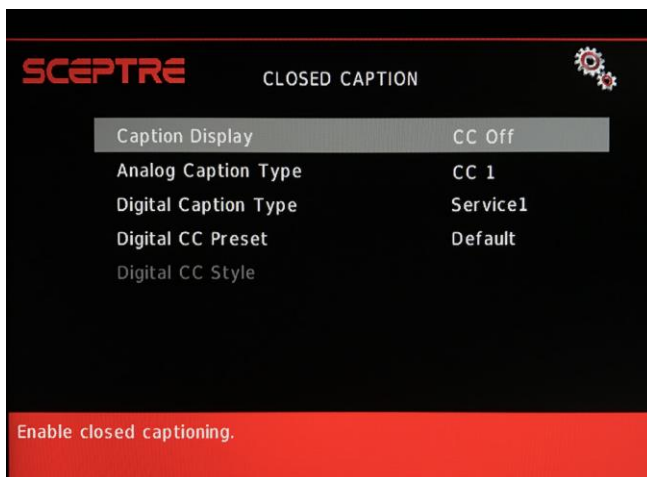 SCEPTRE
CLOSED CAPTION
Caption Display CC Off
Analog Caption Type CC 1
Digital Caption Type Service1
Digital CC Preset Default
Digital CC Style
Enable closed captioning.